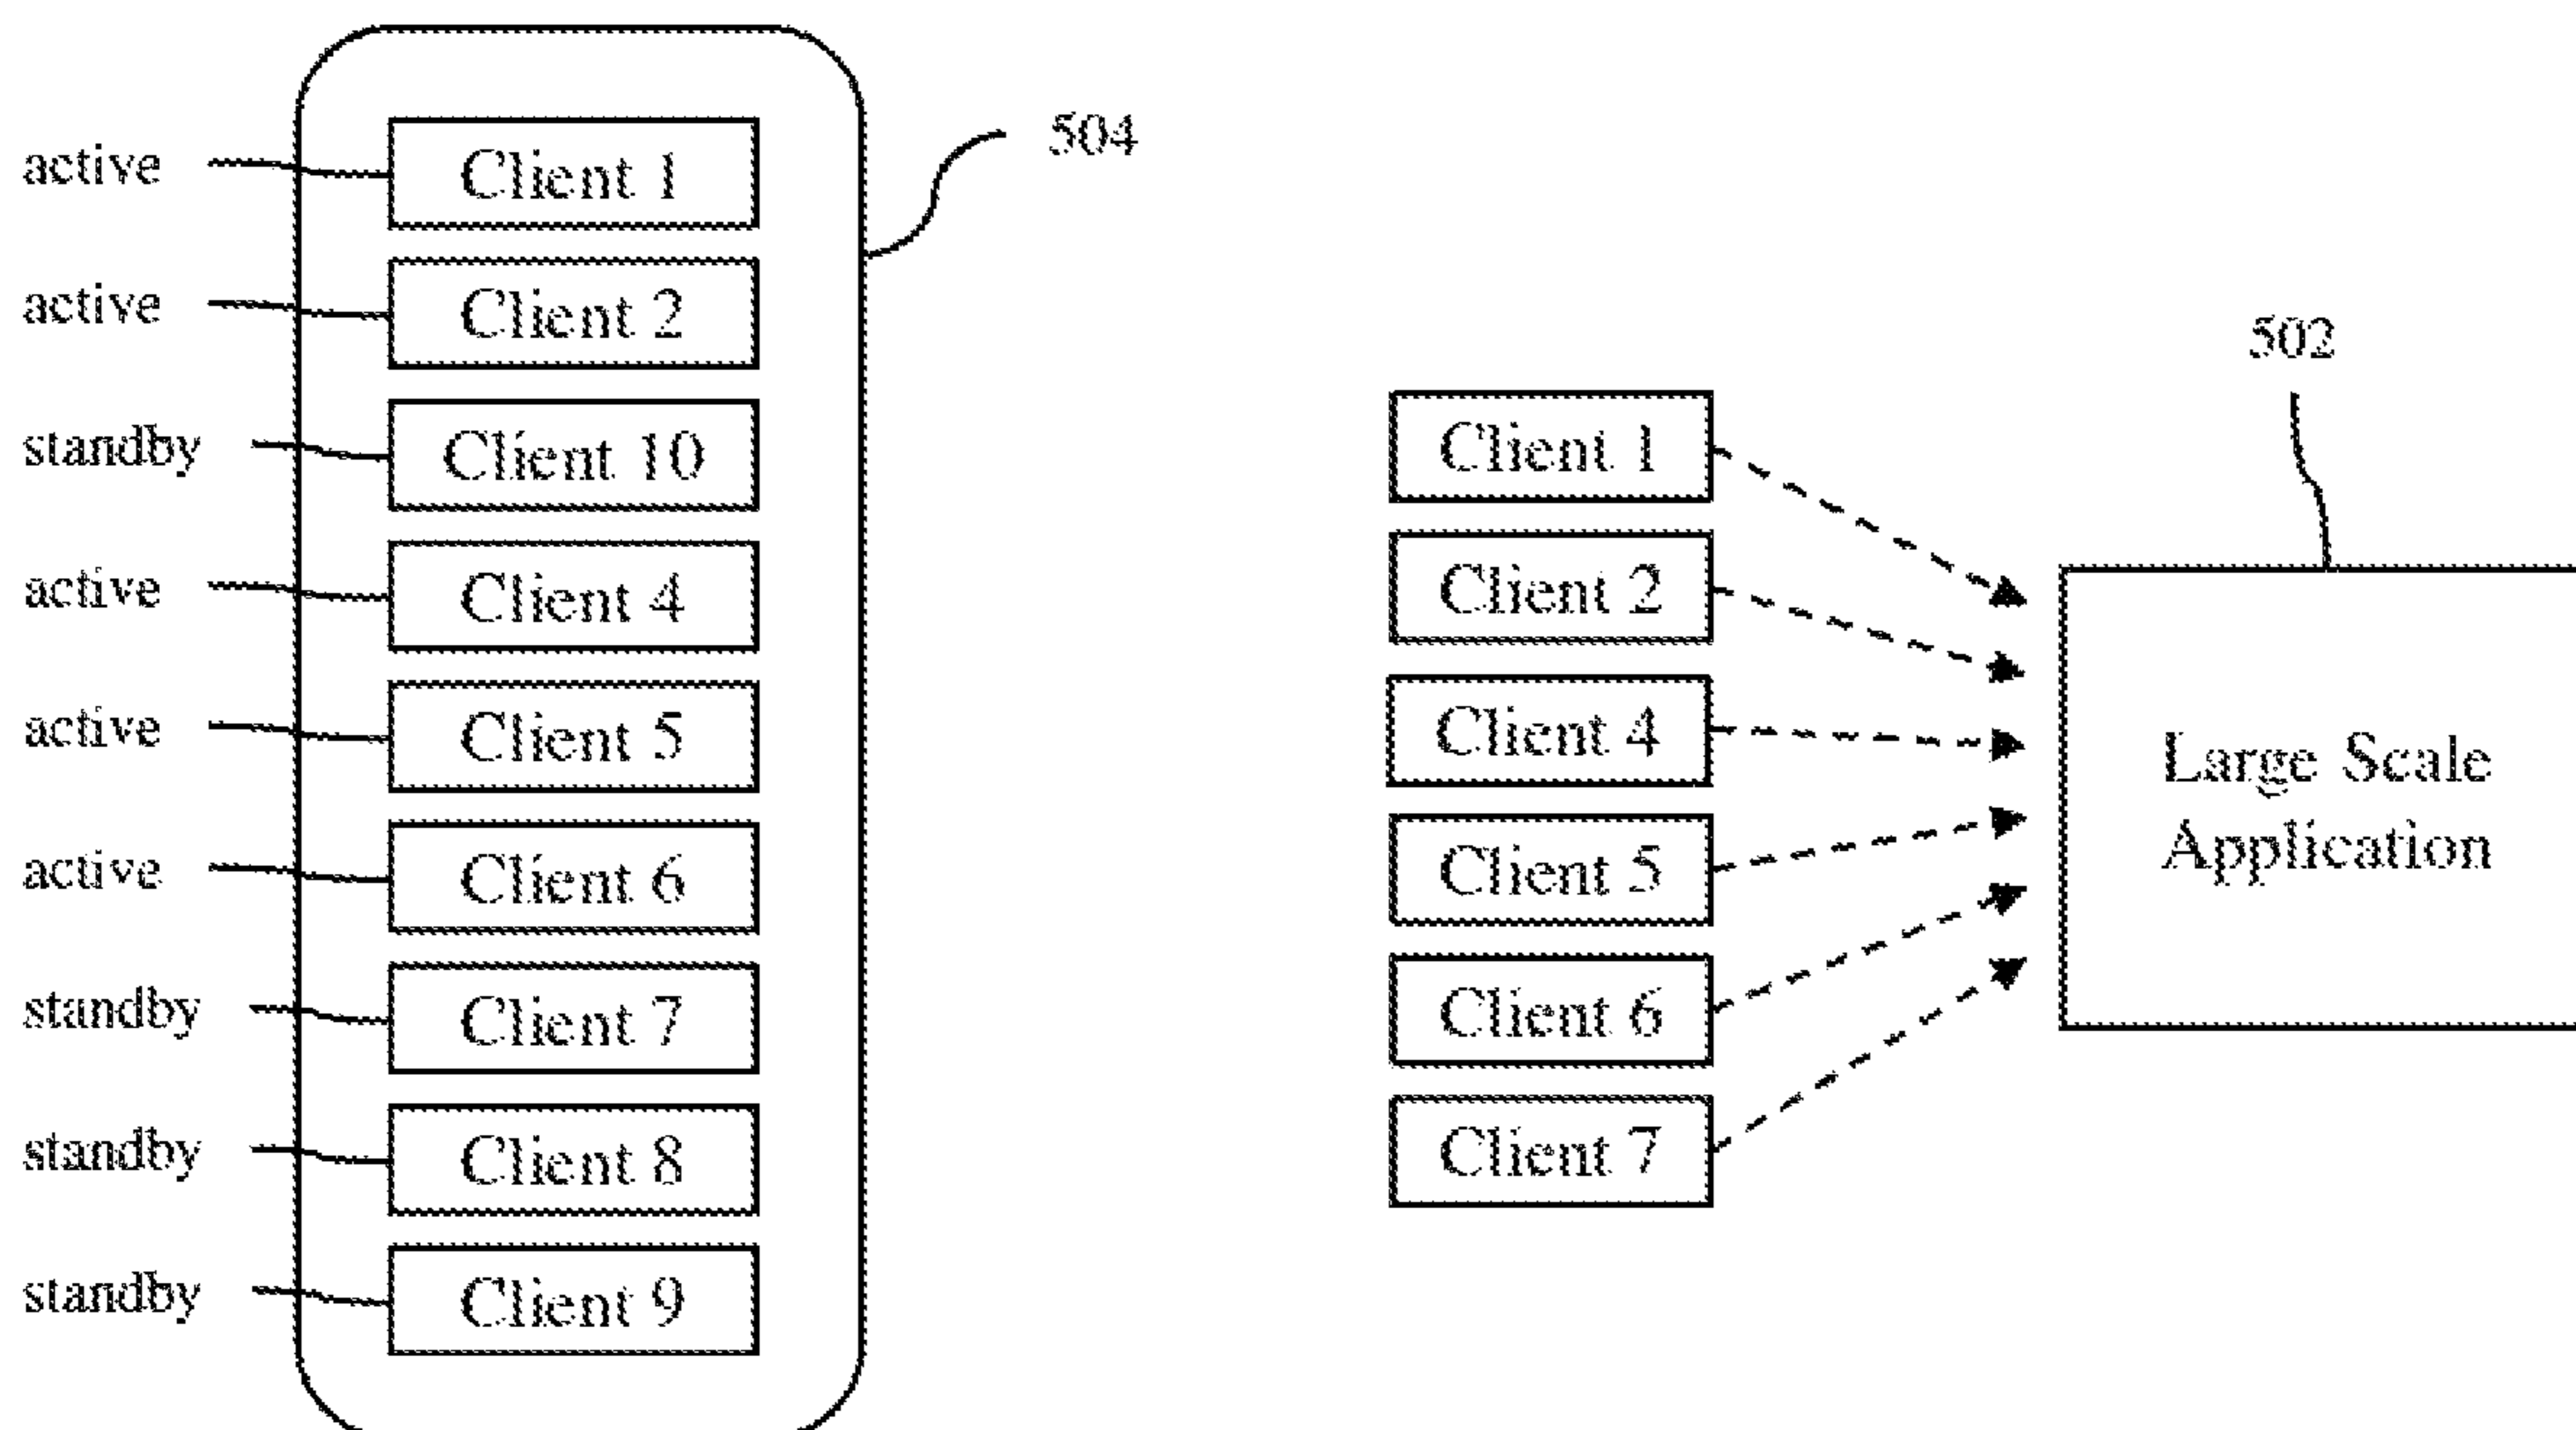 active
Client 1
504
active
Client 2
standby
Client 10
active
Client 4
active
Client 5
active
Client 6
standby
Client 7
standby
Client 8
standby
Client 9
Client 1
Client 2
Client 4
Client 5
Client 6
Client 7
502
Large Scale
Application